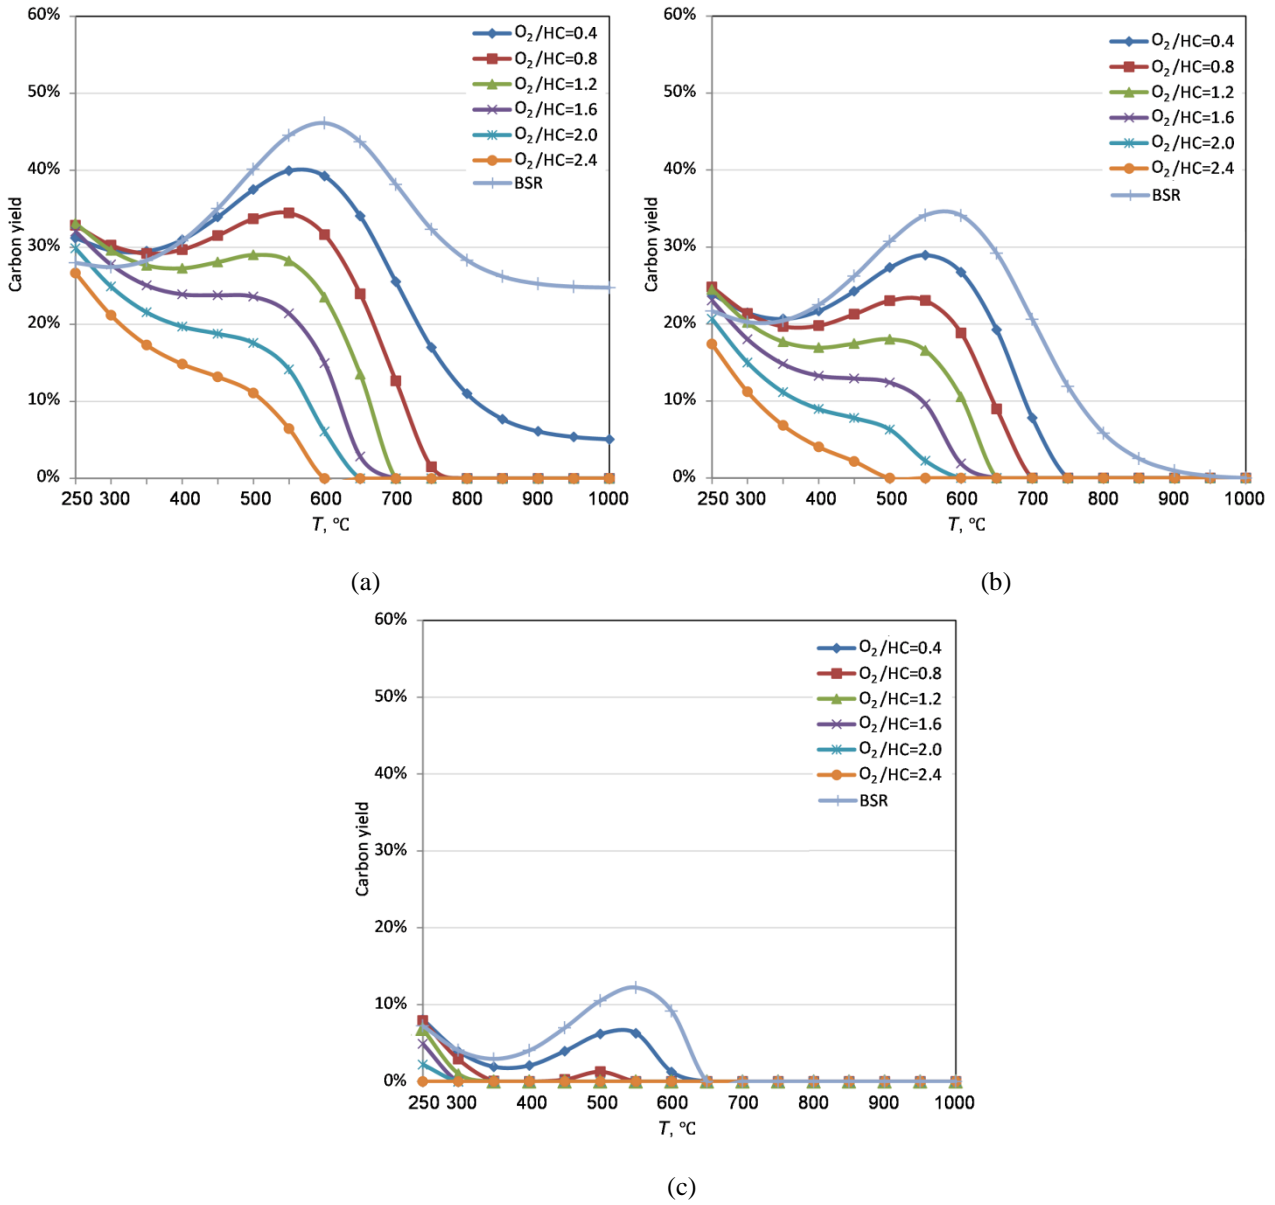 60%
50%
40%
30%
20%
10%
0%
Carbon yield
250 300 400 500 600 700 800 900 1000
T, °C
O₂/HC=0.4
O₂/HC=0.8
O₂/HC=1.2
O₂/HC=1.6
O₂/HC=2.0
O₂/HC=2.4
BSR
(a)
60%
50%
40%
30%
20%
10%
0%
Carbon yield
250 300 400 500 600 700 800 900 1000
T, °C
O₂/HC=0.4
O₂/HC=0.8
O₂/HC=1.2
O₂/HC=1.6
O₂/HC=2.0
O₂/HC=2.4
BSR
(b)
60%
50%
40%
30%
20%
10%
0%
Carbon yield
250 300 400 500 600 700 800 900 1000
T, °C
O₂/HC=0.4
O₂/HC=0.8
O₂/HC=1.2
O₂/HC=1.6
O₂/HC=2.0
O₂/HC=2.4
BSR
(c)